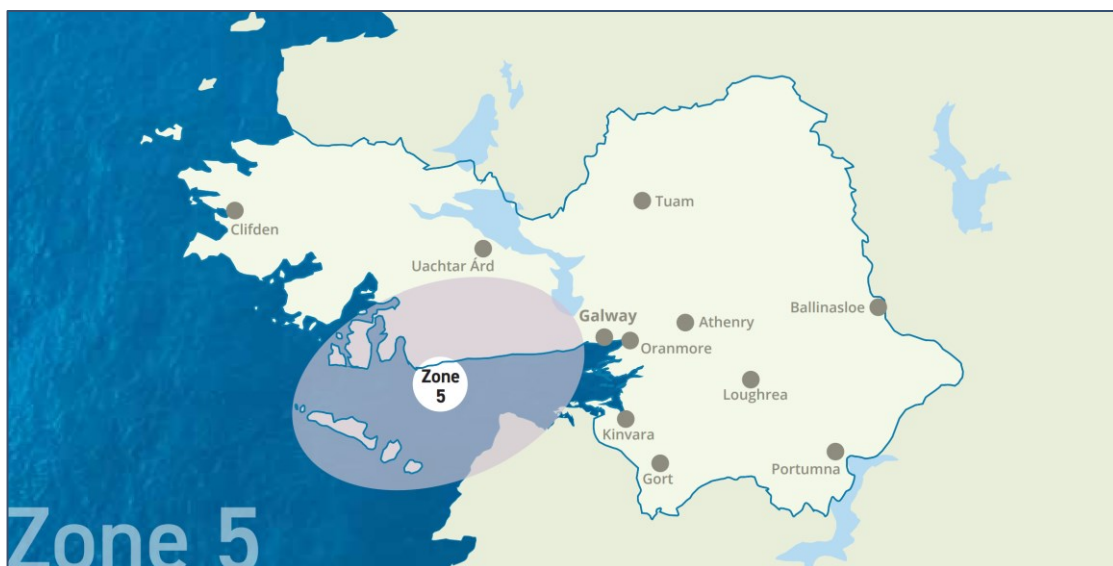 Tuam
Clifden
Uachtar Árd
Ballinasloe
Galway
Athenry
Oranmore
Zone
5
Loughrea
Kinvara
Gort
Portumna
Zone 5